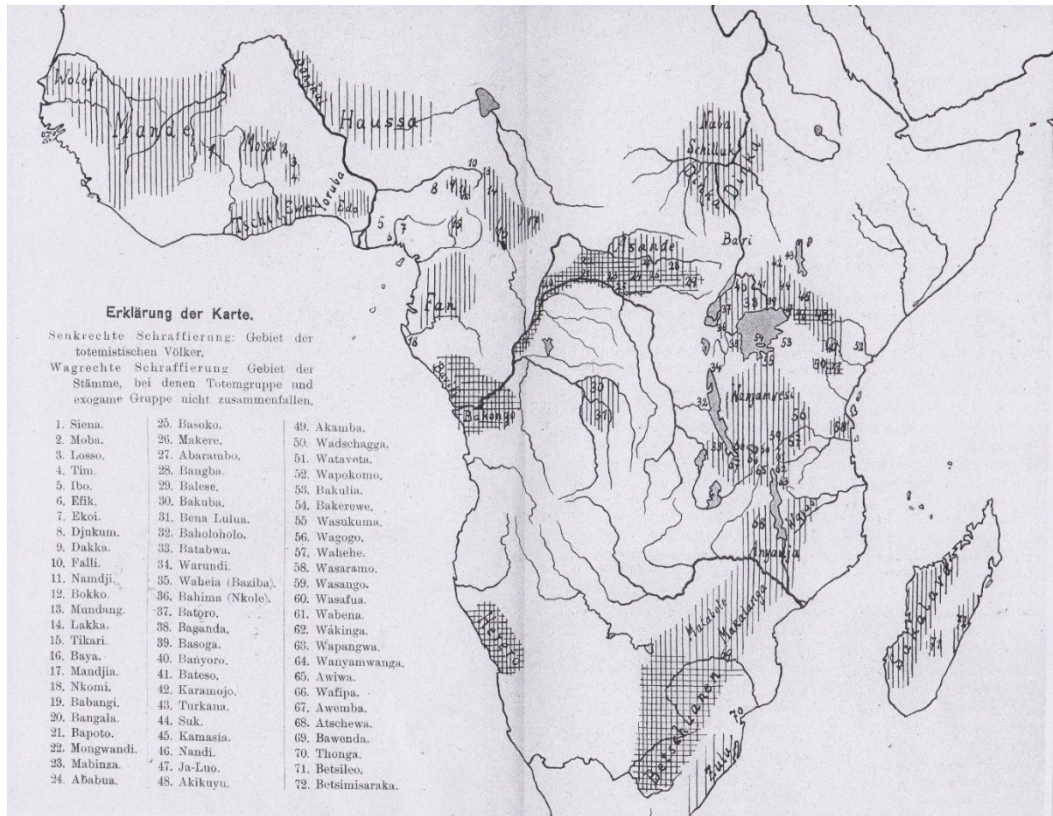 Wolof
Mande
Mossi
Haussa
Tschi
Ewe
Ioruba
Edo
Fan
Bakongo
Asande
Nuba
Schilluk
Dinka
Bari
Wanjamwesi
Anyanja
Matabele
Makalanga
Betschuanen
Zulu
Sakalaven
Erklärung der Karte.
Senkrechte Schraffierung: Gebiet der
totemistischen Völker.
Wagrechte Schraffierung Gebiet der
Stämme, bei denen Totemgruppe und
exogame Gruppe nicht zusammenfallen.
1. Siena.
2. Moba.
3. Losso.
4. Tim.
5. Ibo.
6. Efik.
7. Ekoi.
8. Djukum.
9. Dakka.
10. Falli.
11. Namdji.
12. Bokko.
13. Mundang.
14. Lakka.
15. Tikari.
16. Baya.
17. Mandjia.
18. Nkomi.
19. Babangi.
20. Bangala.
21. Bapoto.
22. Mongwandi.
23. Mabinza.
24. Ababua.
25. Basoko.
26. Makere.
27. Abarambo.
28. Bangba.
29. Balese.
30. Bakuba.
31. Bena Lulua.
32. Baholoholo.
33. Batabwa.
34. Warundi.
35. Waheia (Baziba).
36. Bahima (Nkole).
37. Batoro.
38. Baganda.
39. Basoga.
40. Banyoro.
41. Bateso.
42. Karamojo.
43. Turkana.
44. Suk.
45. Kamasia.
46. Nandi.
47. Ja-Luo.
48. Akikuyu.
49. Akamba.
50. Wadschagga.
51. Wataveta.
52. Wapokomo,
53. Bakulia.
54. Bakerewe.
55 Wasukuma.
56. Wagogo.
57. Wahehe.
58. Wasaramo.
59. Wasango.
60. Wasafua.
61. Wabena.
62. Wakinga.
63. Wapangwa.
64. Wanyamwanga.
65. Awiwa.
66. Wafipa.
67. Awemba.
68. Atschewa.
69. Bawenda.
70. Thonga.
71. Betsileo.
72. Betsimisaraka.